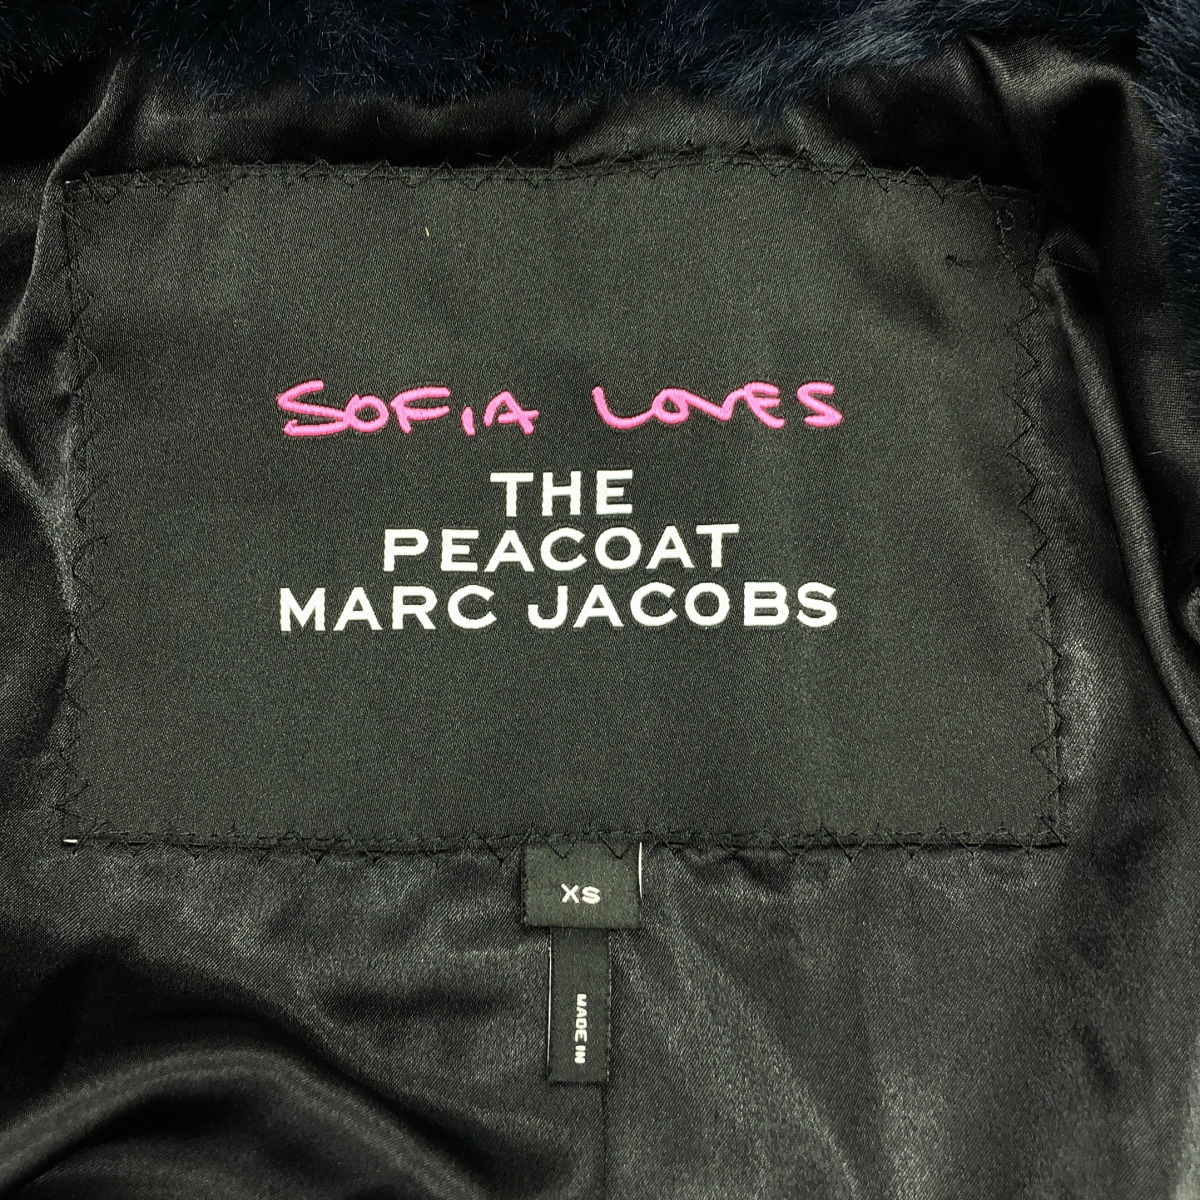 SOFIA LOVES
THE
PEACOAT
MARC JACOBS
XS
MADE IN